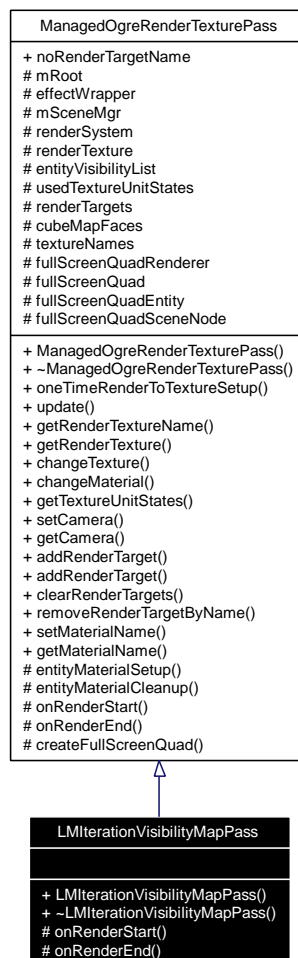 ManagedOgreRenderTexturePass
+ noRenderTargetName
# mRoot
# effectWrapper
# mSceneMgr
# renderSystem
# renderTexture
# entityVisibilityList
# usedTextureUnitStates
# renderTargets
# cubeMapFaces
# textureNames
# fullScreenQuadRenderer
# fullScreenQuad
# fullScreenQuadEntity
# fullScreenQuadSceneNode
+ ManagedOgreRenderTexturePass()
+ ~ManagedOgreRenderTexturePass()
+ oneTimeRenderToTextureSetup()
+ update()
+ getRenderTextureName()
+ getRenderTexture()
+ changeTexture()
+ changeMaterial()
+ getTextureUnitStates()
+ setCamera()
+ getCamera()
+ addRenderTarget()
+ addRenderTarget()
+ clearRenderTargets()
+ removeRenderTargetByName()
+ setMaterialName()
+ getMaterialName()
# entityMaterialSetup()
# entityMaterialCleanup()
# onRenderStart()
# onRenderEnd()
# createFullScreenQuad()
LMIterationVisibilityMapPass
+ LMIterationVisibilityMapPass()
+ ~LMIterationVisibilityMapPass()
# onRenderStart()
# onRenderEnd()